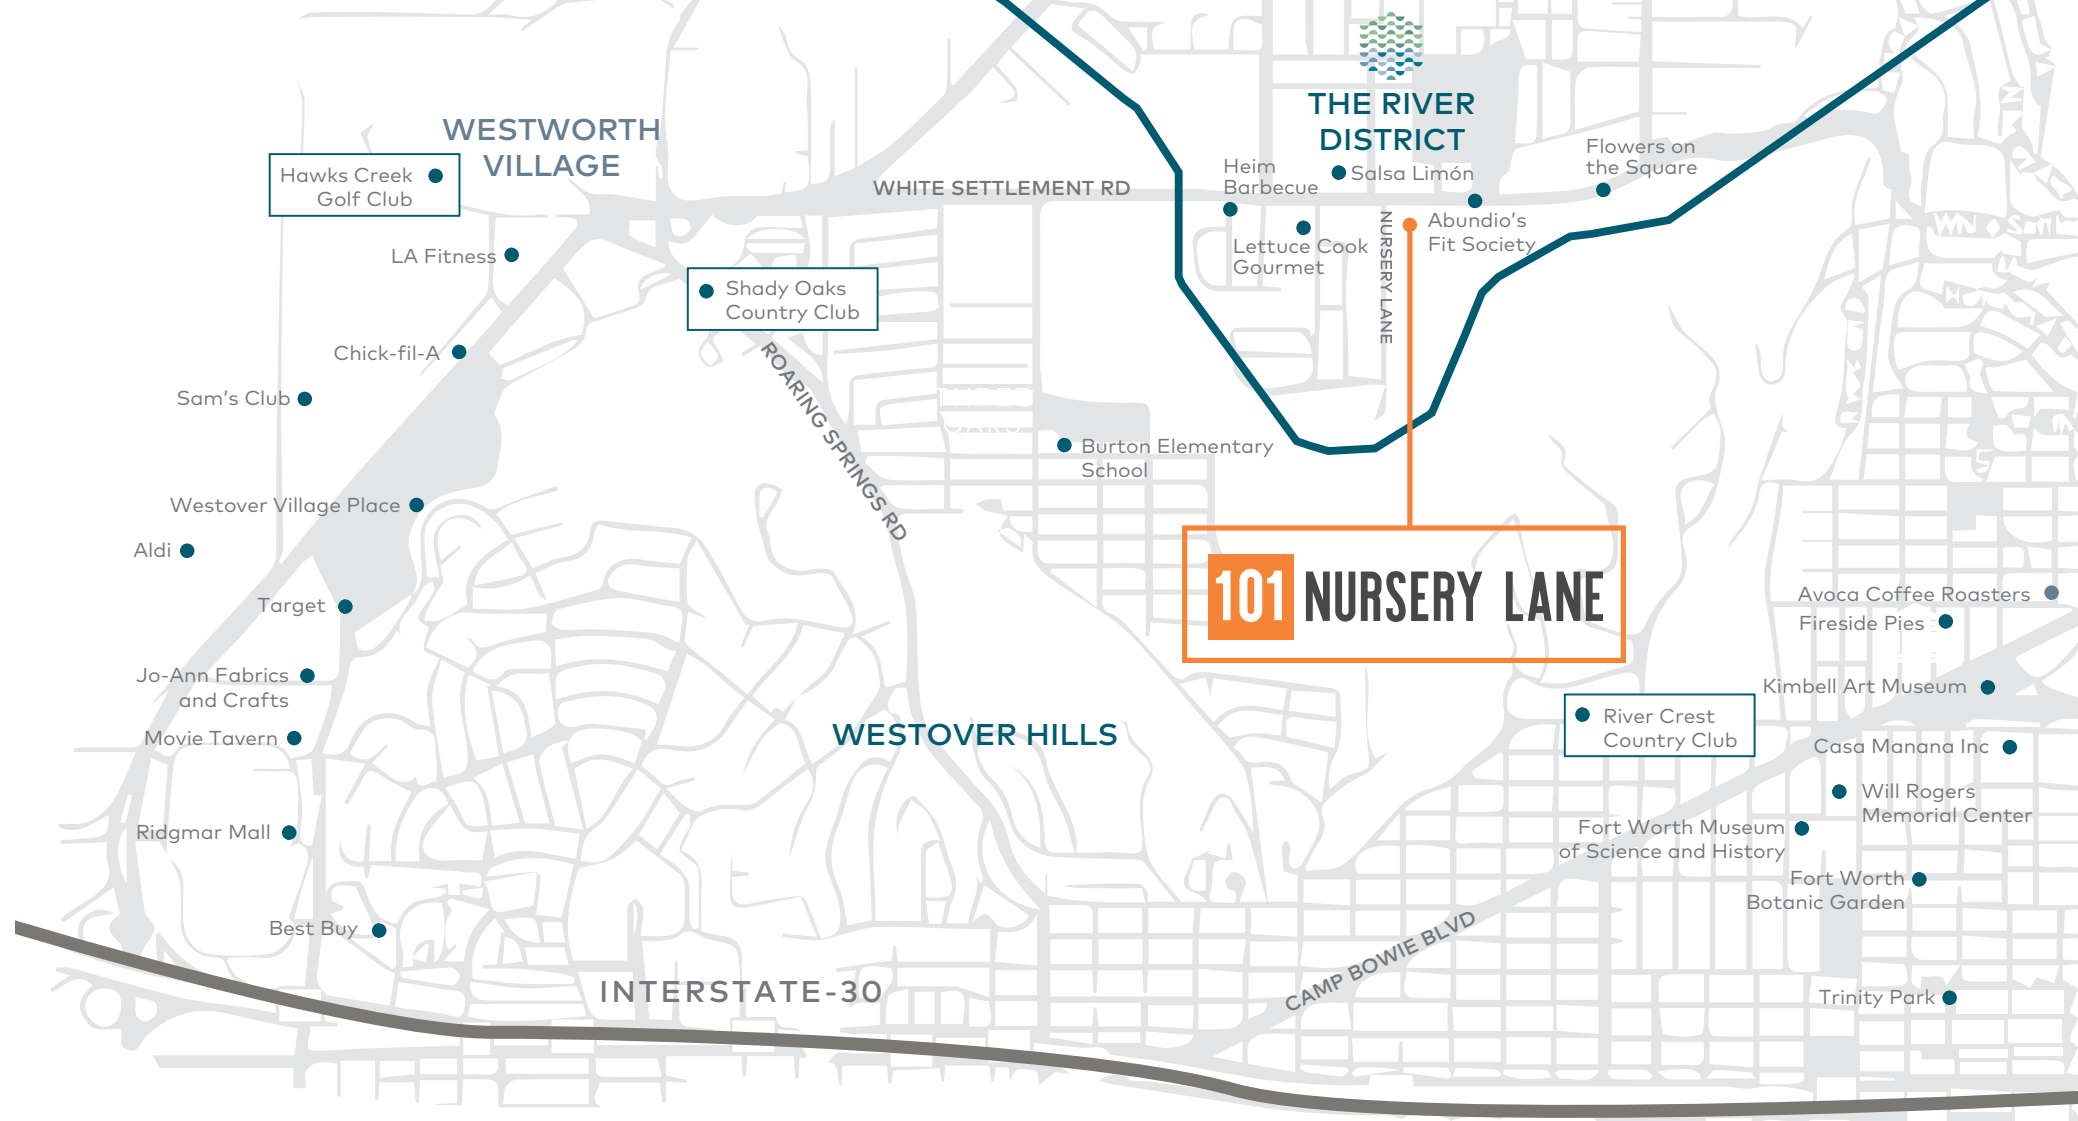 THE RIVER
DISTRICT
WESTWORTH
VILLAGE
Hawks Creek
Golf Club
WHITE SETTLEMENT RD
Heim
Barbecue
Salsa Limón
Flowers on
the Square
Lettuce Cook
Gourmet
NURSERY LANE
Abundio's
Fit Society
LA Fitness
Shady Oaks
Country Club
Chick-fil-A
ROARING SPRINGS RD
Sam's Club
Burton Elementary
School
Westover Village Place
Aldi
101 NURSERY LANE
Target
Avoca Coffee Roasters
Fireside Pies
Jo-Ann Fabrics
and Crafts
Kimbell Art Museum
Movie Tavern
WESTOVER HILLS
River Crest
Country Club
Casa Manana Inc
Will Rogers
Memorial Center
Ridgmar Mall
Fort Worth Museum
of Science and History
Fort Worth
Botanic Garden
Best Buy
CAMP BOWIE BLVD
INTERSTATE-30
Trinity Park